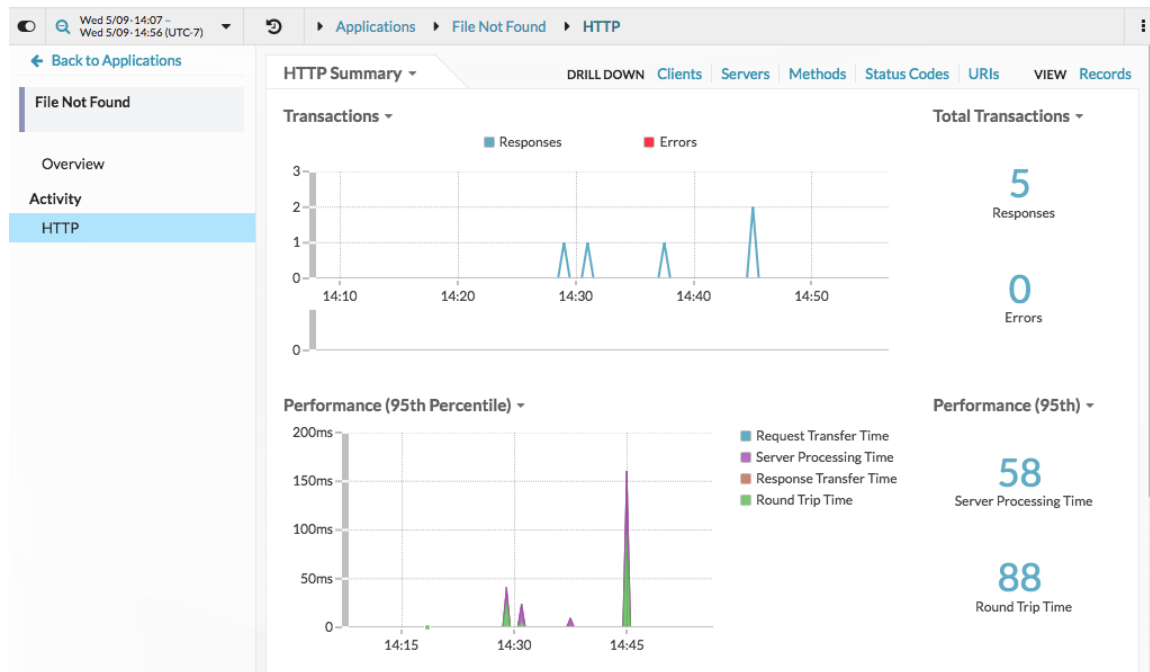 Wed 5/09-14:07 –
Wed 5/09-14:56 (UTC-7)
Applications
File Not Found
HTTP
Back to Applications
File Not Found
Overview
Activity
HTTP
HTTP Summary
DRILL DOWN Clients Servers Methods Status Codes URIs VIEW Records
Transactions
Responses
Errors
3
2
1
0
14:10 14:20 14:30 14:40 14:50
0
Total Transactions
5
Responses
0
Errors
Performance (95th Percentile)
200ms
150ms
100ms
50ms
0
14:15 14:30 14:45
Request Transfer Time
Server Processing Time
Response Transfer Time
Round Trip Time
Performance (95th)
58
Server Processing Time
88
Round Trip Time